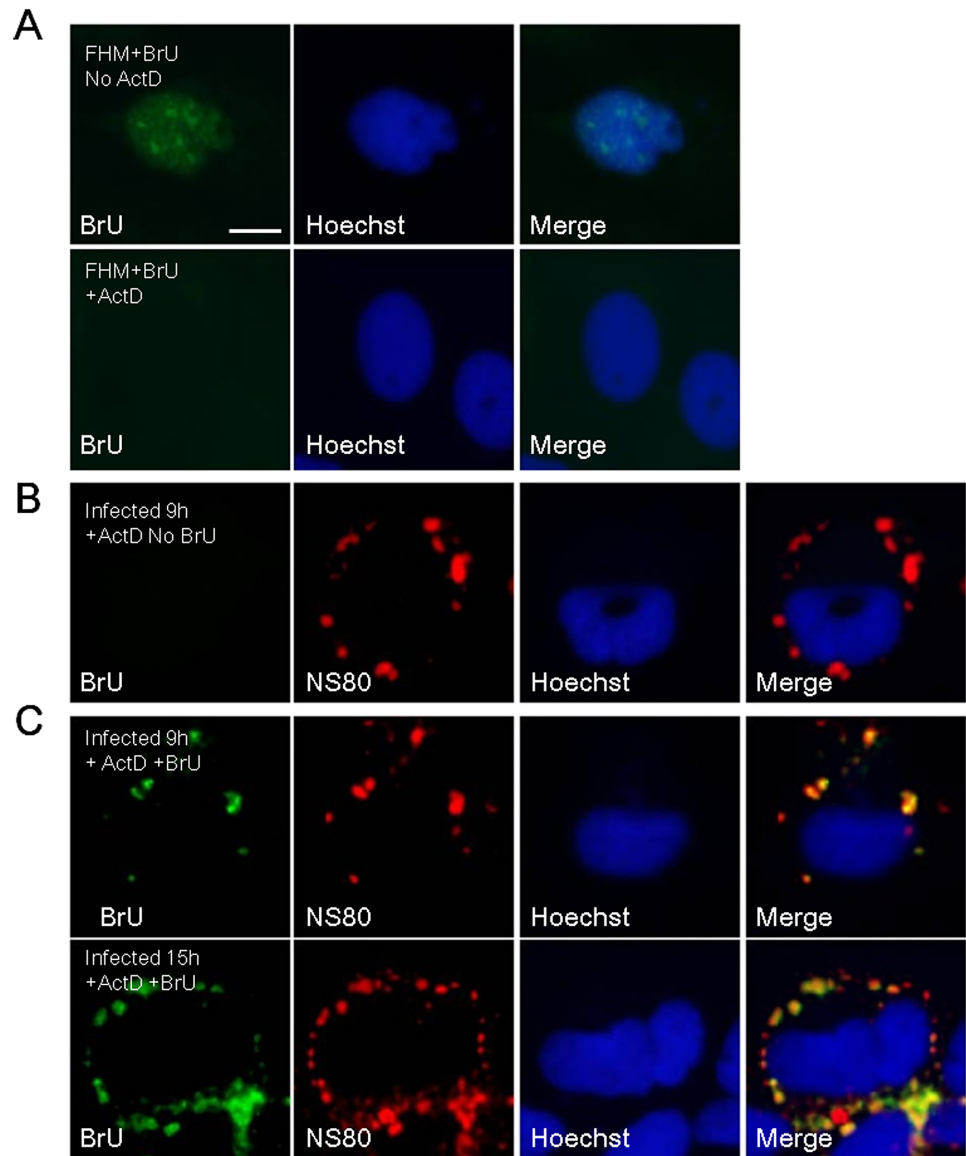 A
FHM+BrU
No ActD
BrU
Hoechst
Merge
FHM+BrU
+ActD
BrU
Hoechst
Merge
B
Infected 9h
+ActD No BrU
BrU
NS80
Hoechst
Merge
C
Infected 9h
+ ActD +BrU
BrU
NS80
Hoechst
Merge
Infected 15h
+ActD +BrU
BrU
NS80
Hoechst
Merge